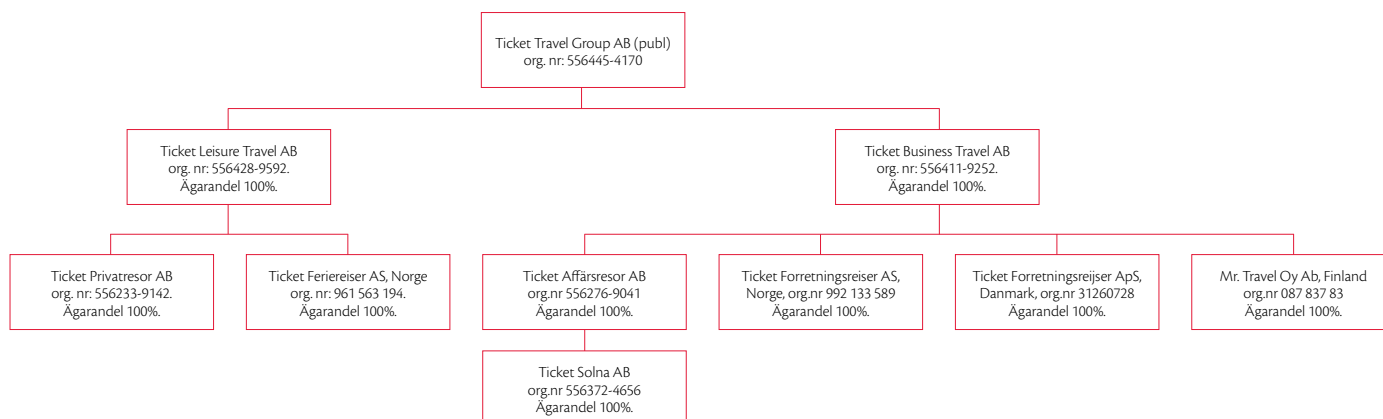 Ticket Travel Group AB (publ)
org. nr: 556445-4170
Ticket Leisure Travel AB
org. nr: 556428-9592.
Ägarandel 100%.
Ticket Business Travel AB
org. nr: 556411-9252.
Ägarandel 100%.
Ticket Privatresor AB
org. nr: 556233-9142.
Ägarandel 100%.
Ticket Feriereiser AS, Norge
org. nr: 961 563 194.
Ägarandel 100%.
Ticket Affärsresor AB
org.nr 556276-9041
Ägarandel 100%.
Ticket Forretningsreiser AS,
Norge, org.nr 992 133 589
Ägarandel 100%.
Ticket Forretningsreijser ApS,
Danmark, org.nr 31260728
Ägarandel 100%.
Mr. Travel Oy Ab, Finland
org.nr 087 837 83
Ägarandel 100%.
Ticket Solna AB
org.nr 556372-4656
Ägarandel 100%.